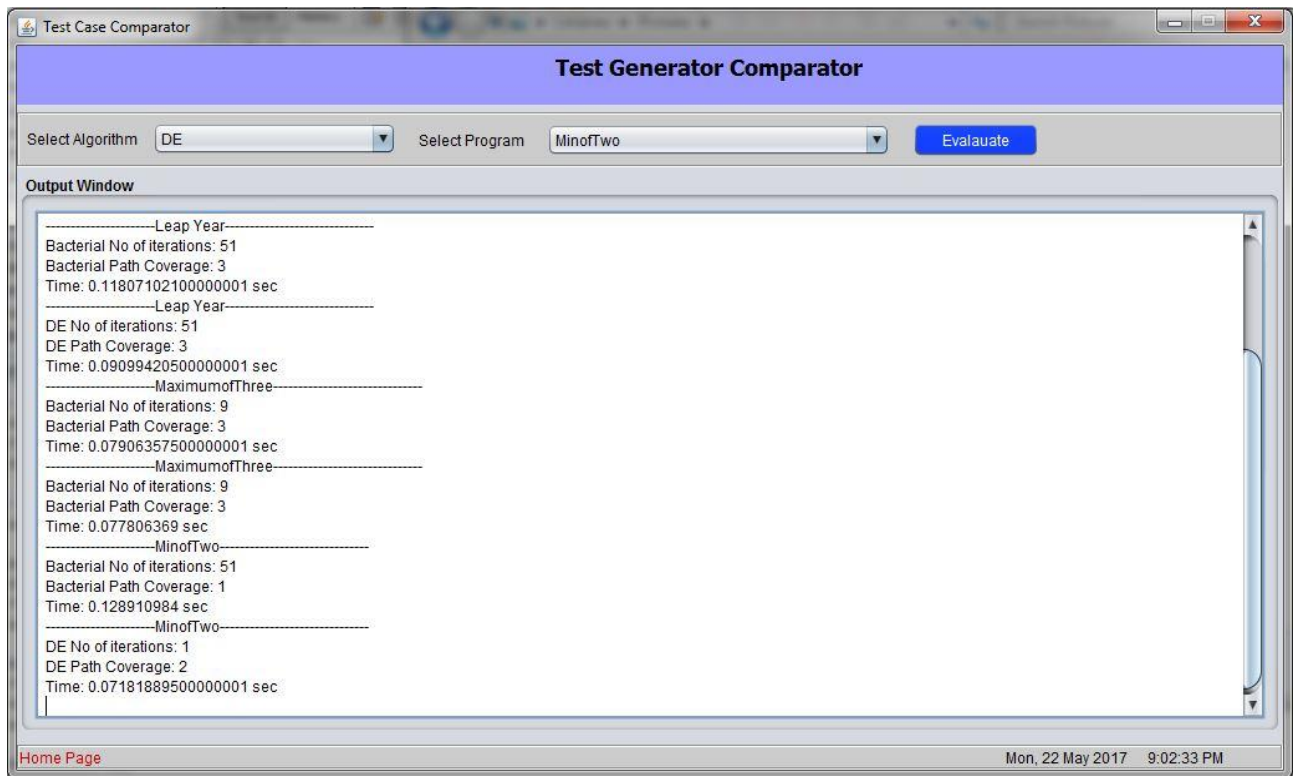 Test Case Comparator
Test Generator Comparator
Select Algorithm DE Select Program MinofTwo Evalauate
Output Window
----------------------Leap Year------------------------------
Bacterial No of iterations: 51
Bacterial Path Coverage: 3
Time: 0.11807102100000001 sec
----------------------Leap Year------------------------------
DE No of iterations: 51
DE Path Coverage: 3
Time: 0.09099420500000001 sec
----------------------MaximumofThree------------------------------
Bacterial No of iterations: 9
Bacterial Path Coverage: 3
Time: 0.07906357500000001 sec
----------------------MaximumofThree------------------------------
Bacterial No of iterations: 9
Bacterial Path Coverage: 3
Time: 0.077806369 sec
----------------------MinofTwo------------------------------
Bacterial No of iterations: 51
Bacterial Path Coverage: 1
Time: 0.128910984 sec
----------------------MinofTwo------------------------------
DE No of iterations: 1
DE Path Coverage: 2
Time: 0.07181889500000001 sec
Home Page Mon, 22 May 2017 9:02:33 PM